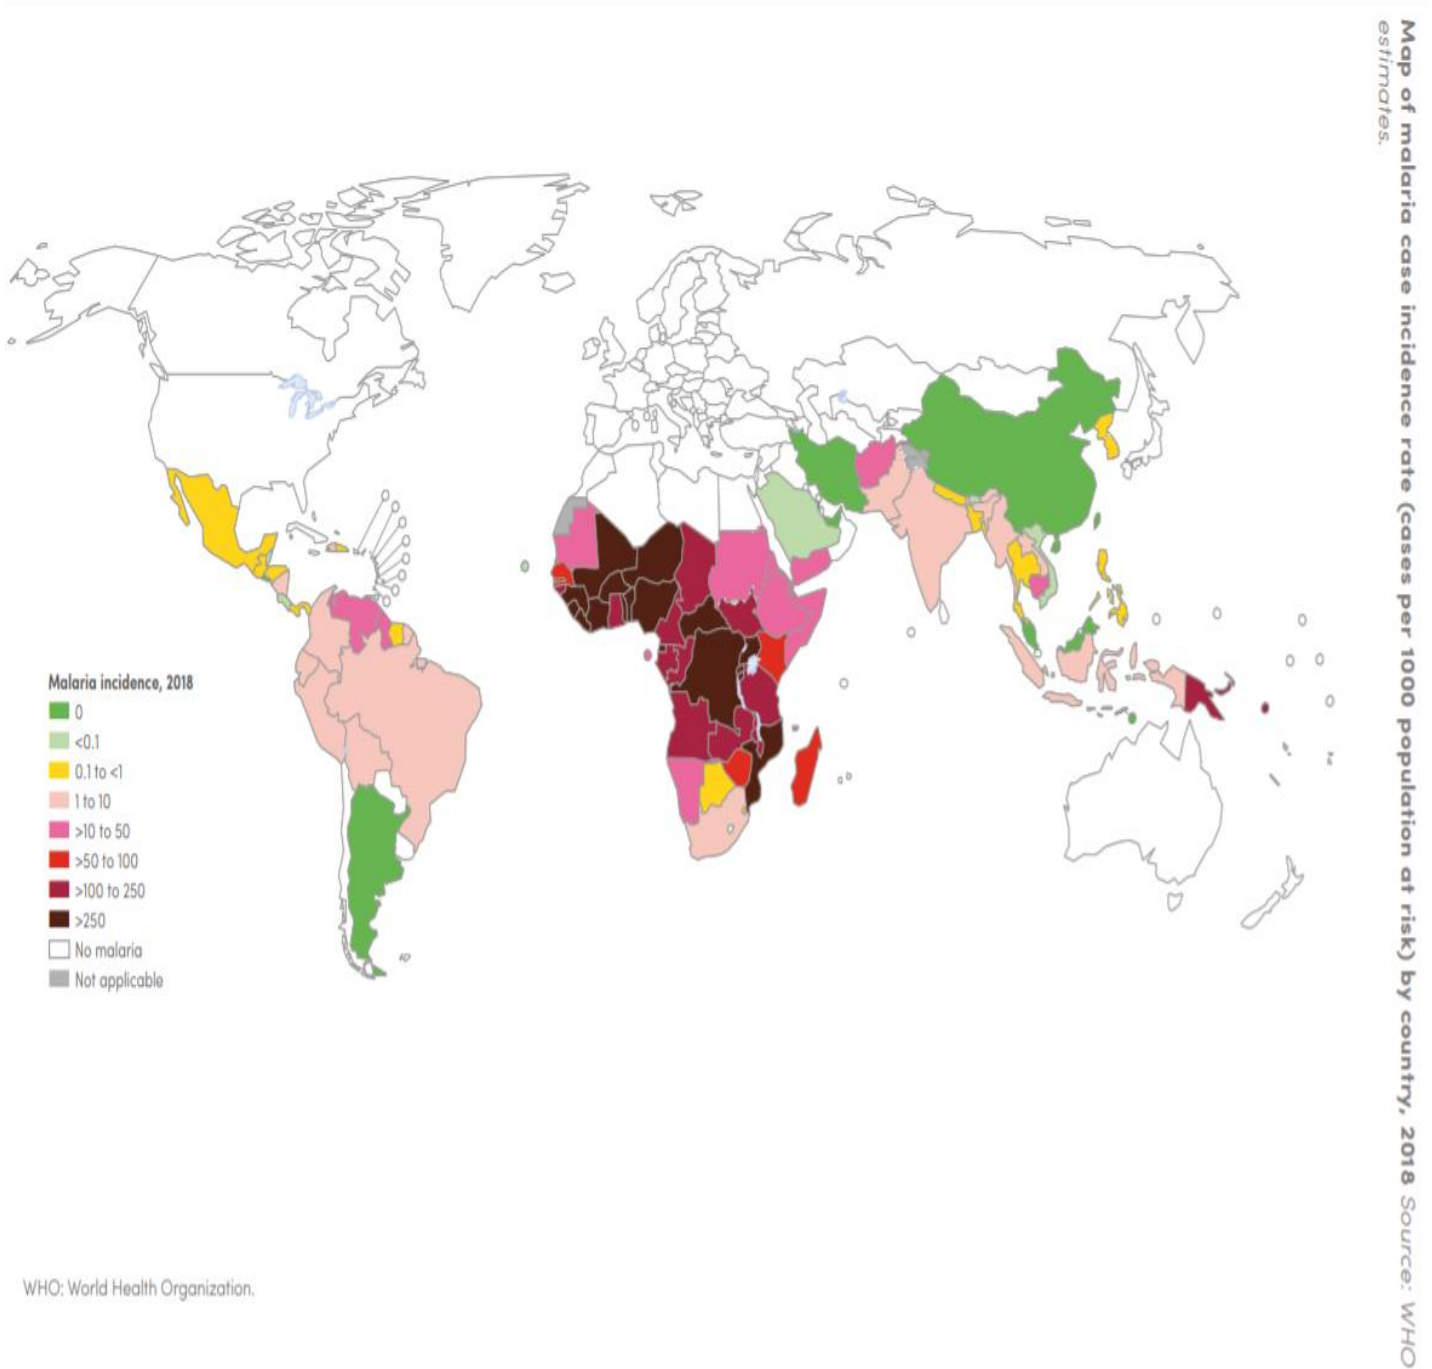 Map of malaria case incidence rate (cases per 1000 population at risk) by country, 2018 Source: WHO
estimates.
Malaria incidence, 2018
0
<0.1
0.1 to <1
1 to 10
>10 to 50
>50 to 100
>100 to 250
>250
No malaria
Not applicable
WHO: World Health Organization.